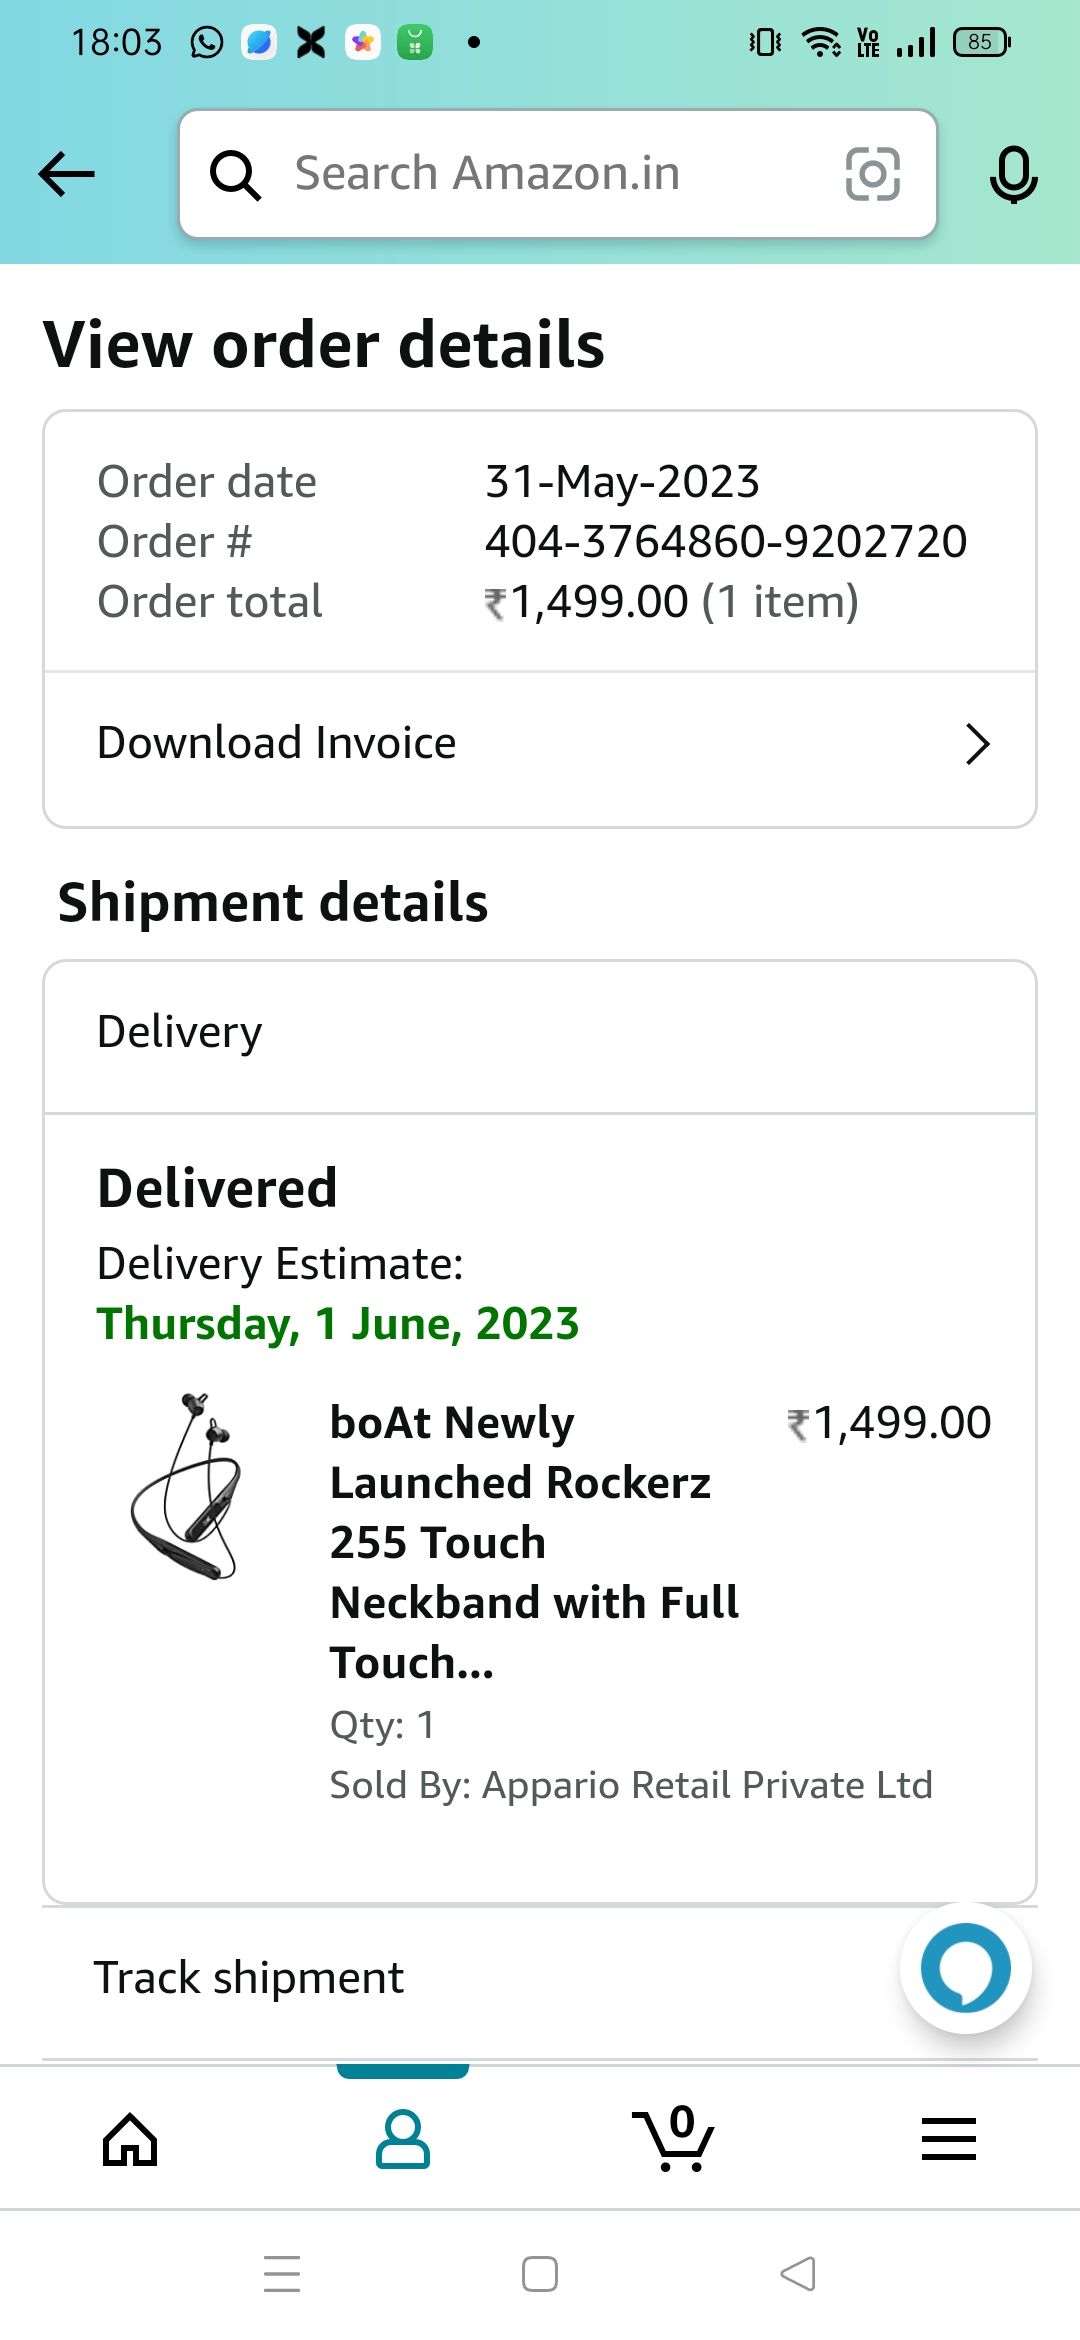 18:03
Vo
LTE
85
Search Amazon.in
View order details
Order date 31-May-2023
Order # 404-3764860-9202720
Order total ₹1,499.00 (1 item)
Download Invoice
Shipment details
Delivery
Delivered
Delivery Estimate:
Thursday, 1 June, 2023
boAt Newly ₹1,499.00
Launched Rockerz
255 Touch
Neckband with Full
Touch...
Qty: 1
Sold By: Appario Retail Private Ltd
Track shipment
0